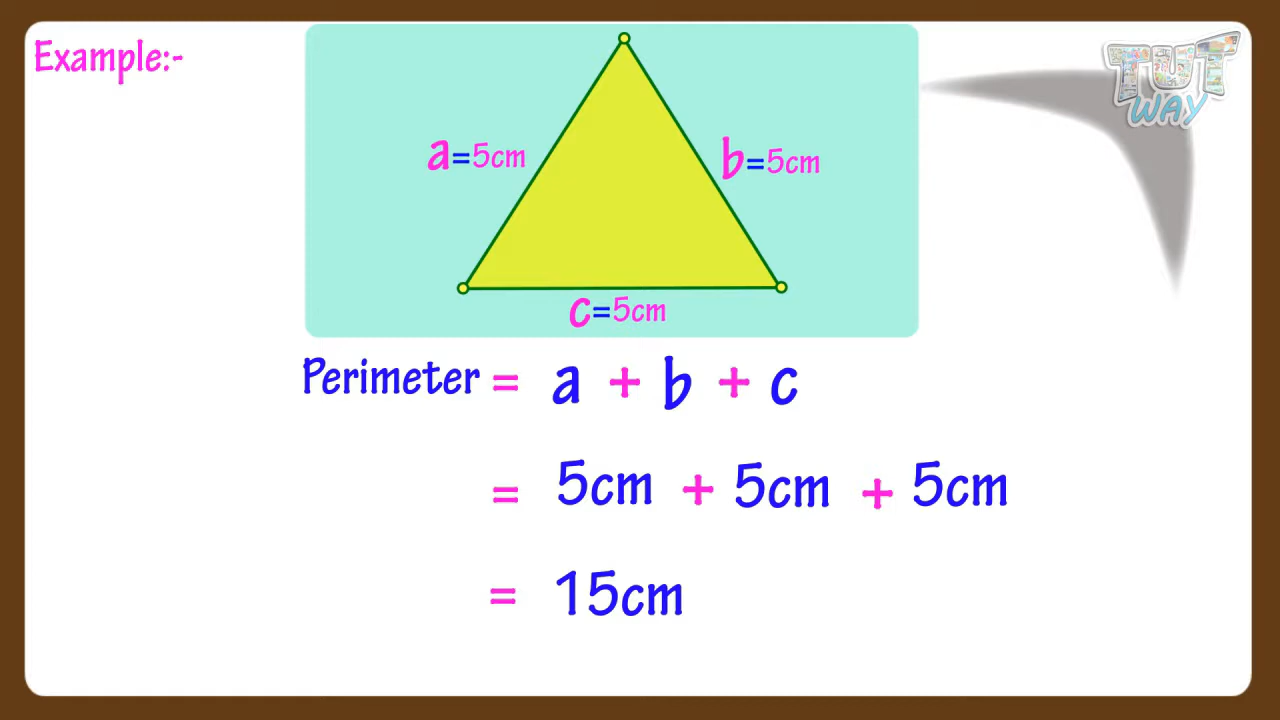 Example:-
TUT
WAY
a=5cm
b=5cm
c=5cm
Perimeter = a + b + c
= 5cm + 5cm + 5cm
= 15cm